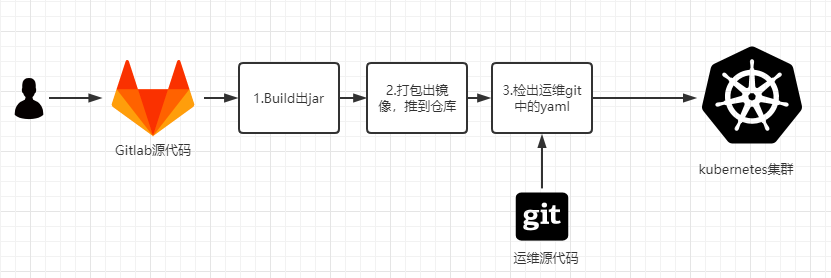 Gitlab源代码
1.Build出jar
2.打包出镜
像，推到仓库
3.检出运维git
中的yaml
kubernetes集群
git
运维源代码